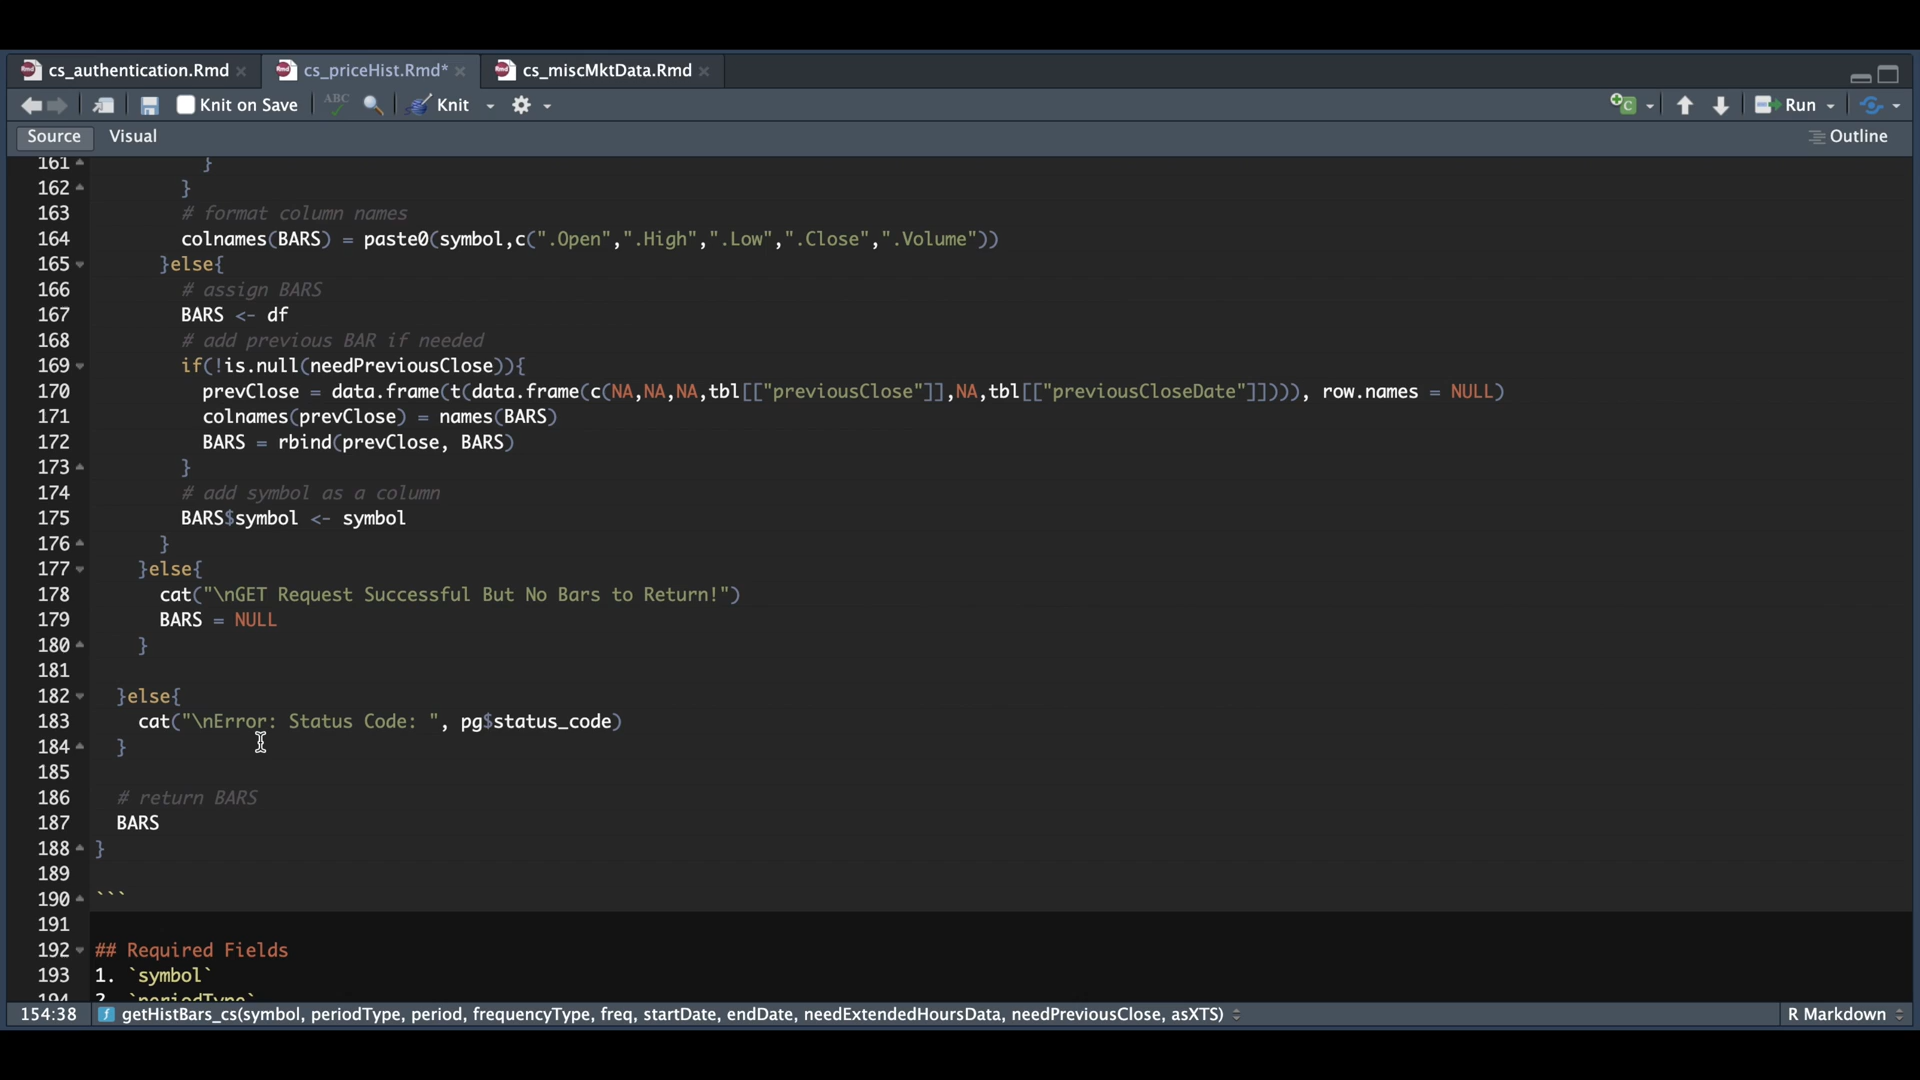 cs_authentication.Rmd × cs_priceHist.Rmd* × cs_miscMktData.Rmd ×
Knit on Save ABC Knit C Run
Source Visual Outline
161 }
162 }
163 # format column names
164 colnames(BARS) = paste0(symbol,c(".Open",".High",".Low",".Close",".Volume"))
165 }else{
166 # assign BARS
167 BARS <- df
168 # add previous BAR if needed
169 if(!is.null(needPreviousClose)){
170 prevClose = data.frame(t(data.frame(c(NA,NA,NA,tbl[["previousClose"]],NA,tbl[["previousCloseDate"]]))), row.names = NULL)
171 colnames(prevClose) = names(BARS)
172 BARS = rbind(prevClose, BARS)
173 }
174 # add symbol as a column
175 BARS$symbol <- symbol
176 }
177 }else{
178 cat("\nGET Request Successful But No Bars to Return!")
179 BARS = NULL
180 }
181
182 }else{
183 cat("\nError: Status Code: ", pg$status_code)
184 }
185
186 # return BARS
187 BARS
188 }
189
190 ```
191
192 ## Required Fields
193 1. `symbol`
194 2. `periodType`
154:38 f getHistBars_cs(symbol, periodType, period, frequencyType, freq, startDate, endDate, needExtendedHoursData, needPreviousClose, asXTS) R Markdown